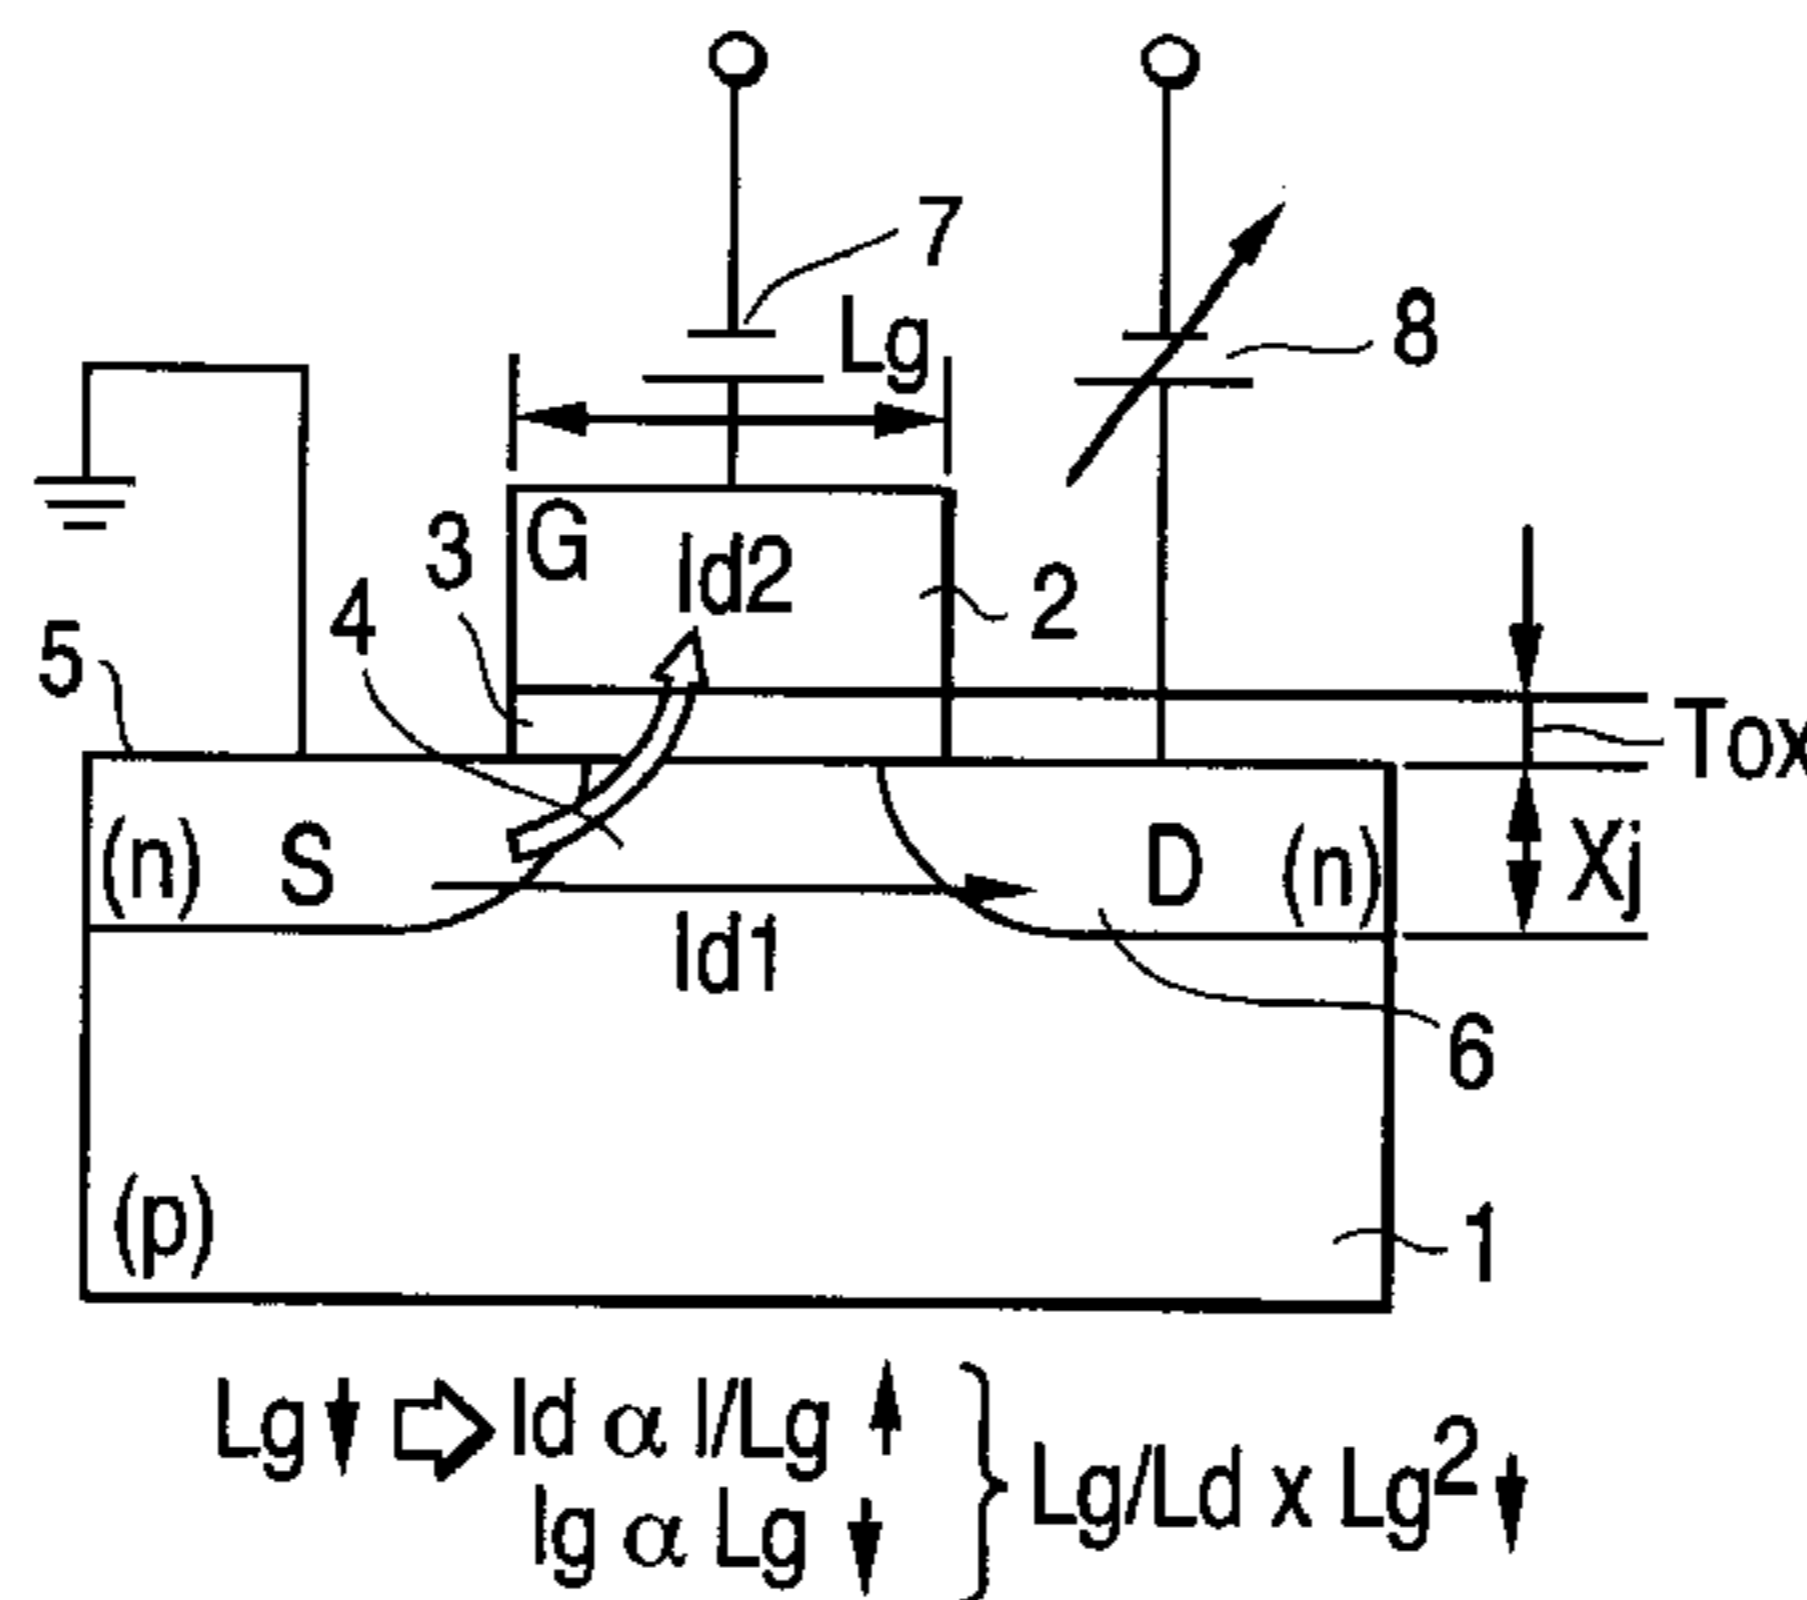 7
Lg
8
G
Id2
3
4
2
5
Tox
(n)
S
D
(n)
Xj
Id1
6
(p)
1
Lg ⬇ ⇨ Id α I/Lg ⬆
Ig α Lg ⬇
Lg/Ld x Lg²⬇